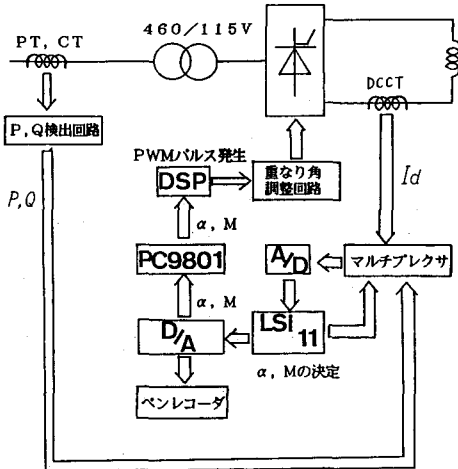 460/115V
PT, CT
DCCT
P,Q検出回路
PWMパルス発生
P,Q
DSP
重なり角
調整回路
Id
α, M
PC9801
A/D
マルチプレクサ
α, M
LSi 11
D/A
α, Mの決定
ペンレコーダ